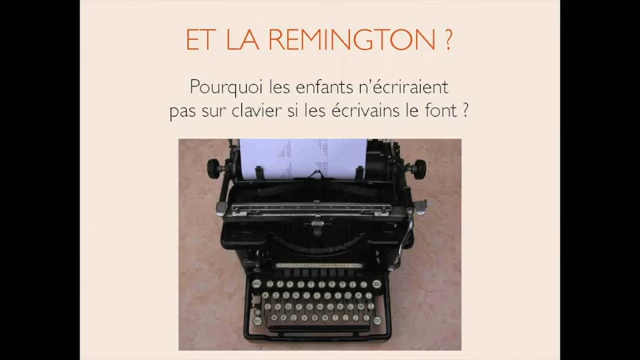 ET LA REMINGTON ?
Pourquoi les enfants n'écriraient
pas sur clavier si les écrivains le font ?